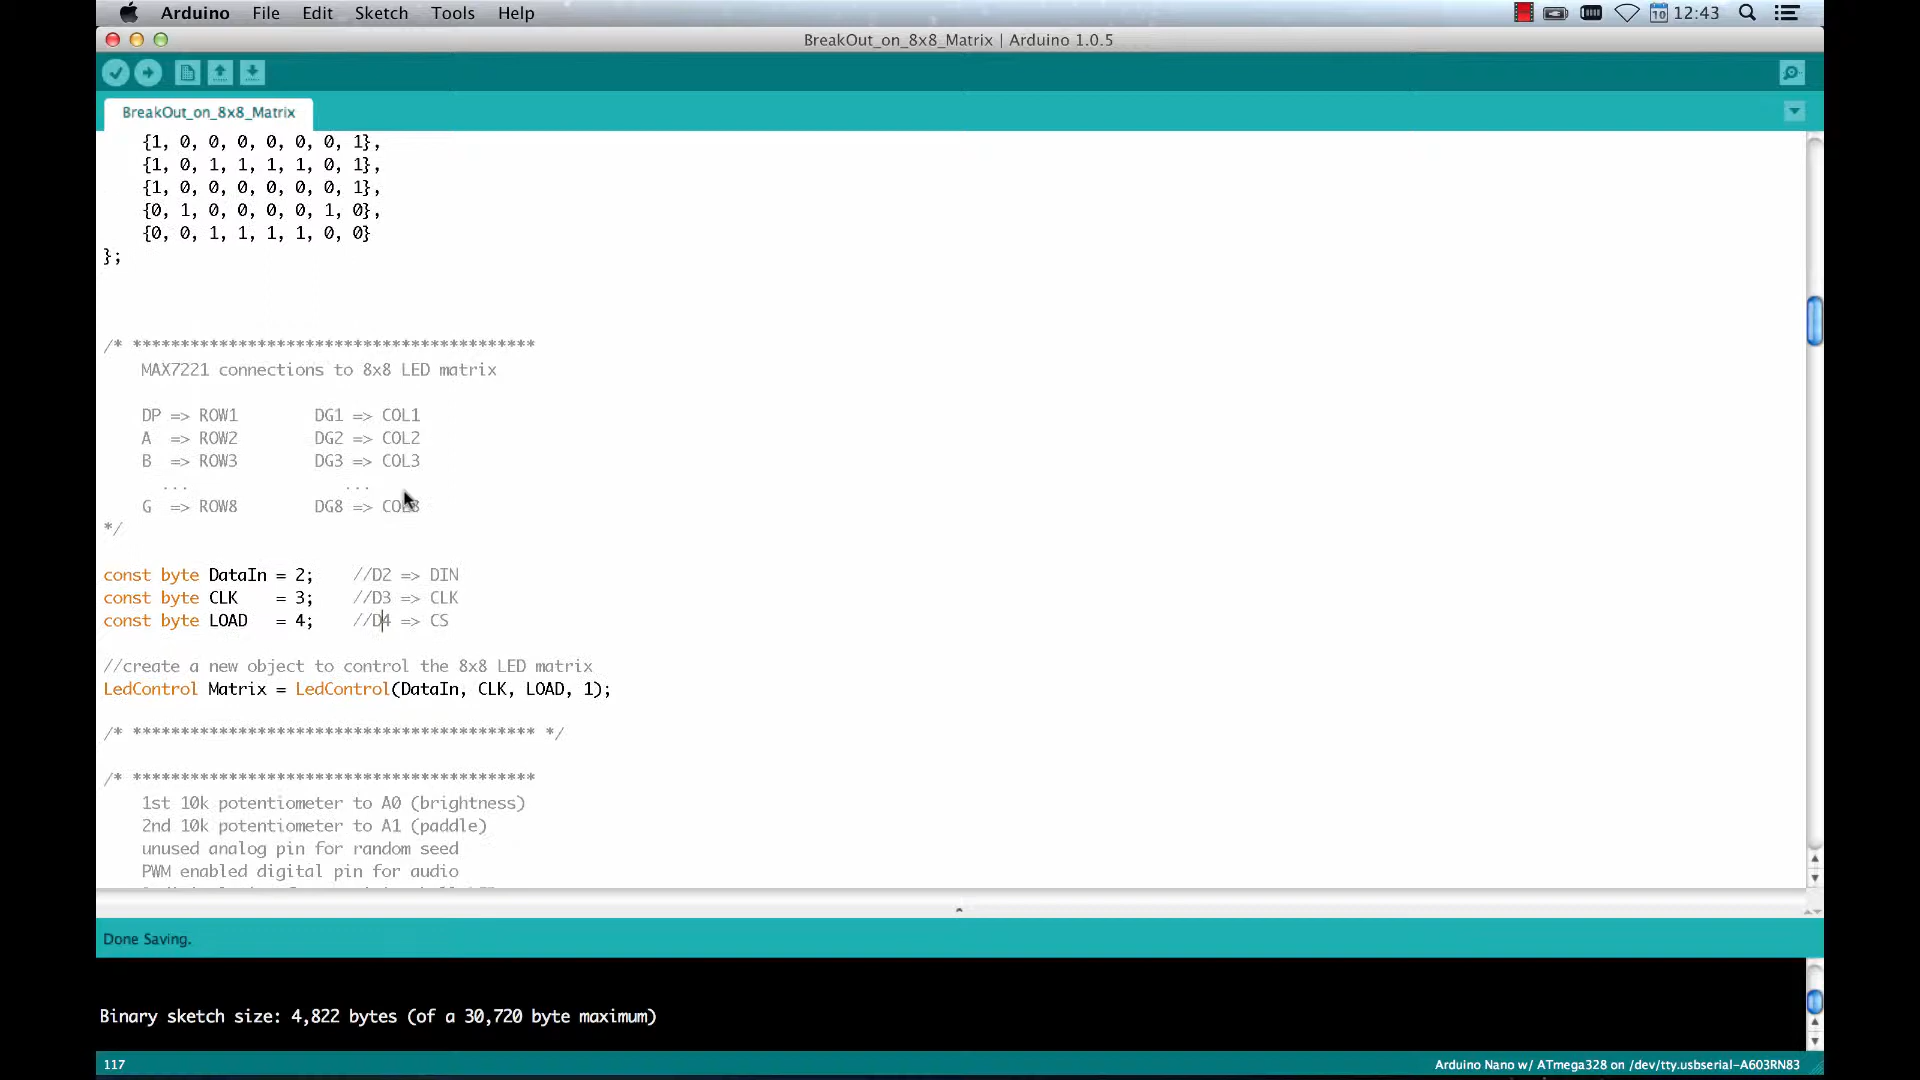 Arduino File Edit Sketch Tools Help
10 12:43
BreakOut_on_8x8_Matrix | Arduino 1.0.5
BreakOut_on_8x8_Matrix
{1, 0, 0, 0, 0, 0, 0, 1},
{1, 0, 1, 1, 1, 1, 0, 1},
{1, 0, 0, 0, 0, 0, 0, 1},
{0, 1, 0, 0, 0, 0, 1, 0},
{0, 0, 1, 1, 1, 1, 0, 0}
};
/* ******************************************
MAX7221 connections to 8x8 LED matrix
DP => ROW1 DG1 => COL1
A => ROW2 DG2 => COL2
B => ROW3 DG3 => COL3
... ...
G => ROW8 DG8 => COL8
*/
const byte DataIn = 2; //D2 => DIN
const byte CLK = 3; //D3 => CLK
const byte LOAD = 4; //D4 => CS
//create a new object to control the 8x8 LED matrix
LedControl Matrix = LedControl(DataIn, CLK, LOAD, 1);
/* ****************************************** */
/* ******************************************
1st 10k potentiometer to A0 (brightness)
2nd 10k potentiometer to A1 (paddle)
unused analog pin for random seed
PWM enabled digital pin for audio
Done Saving.
Binary sketch size: 4,822 bytes (of a 30,720 byte maximum)
117 Arduino Nano w/ ATmega328 on /dev/tty.usbserial-A603RN83